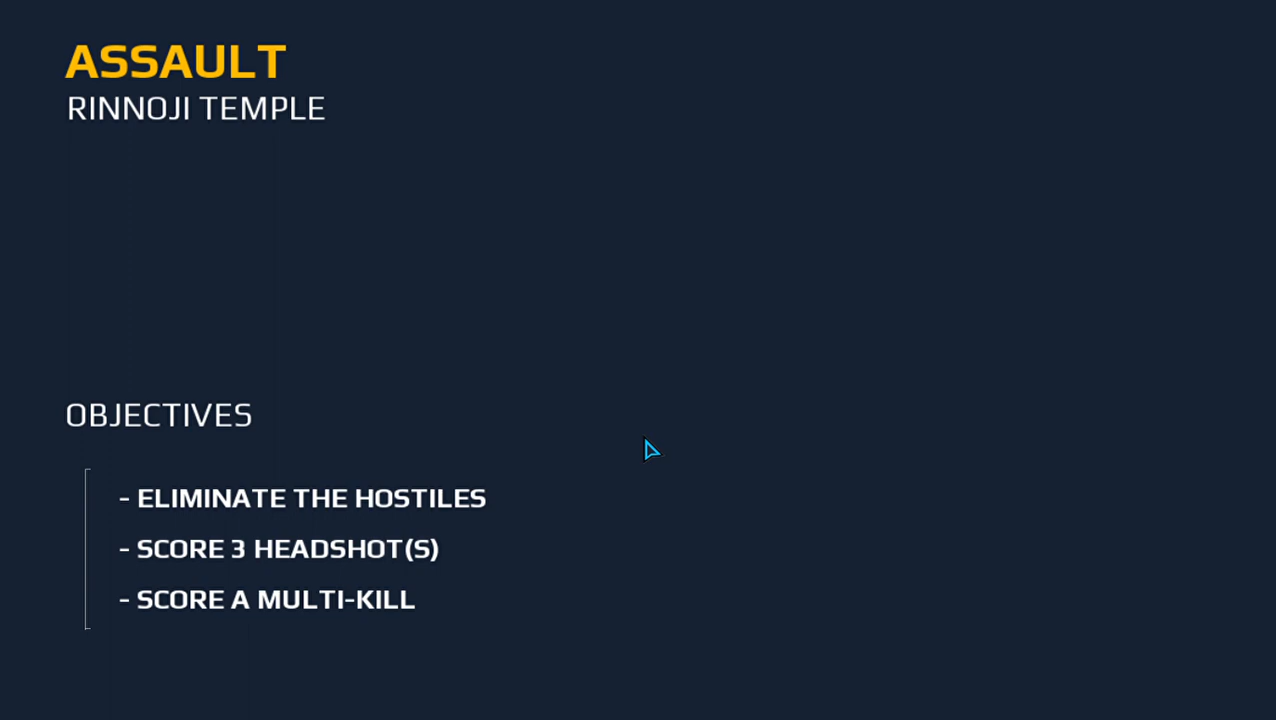 ASSAULT
RINNOJI TEMPLE
OBJECTIVES
- ELIMINATE THE HOSTILES
- SCORE 3 HEADSHOT(S)
- SCORE A MULTI-KILL